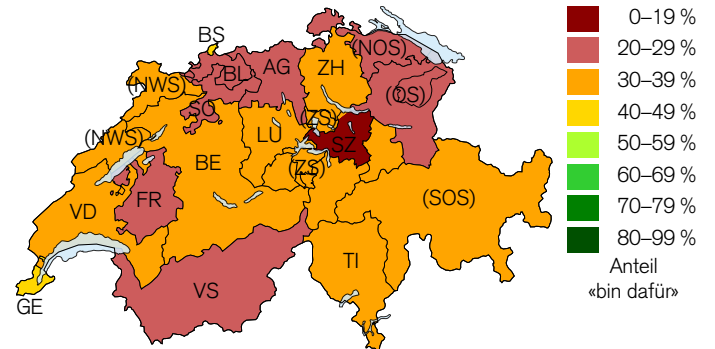 BS
(NOS)
BL
AG
ZH
(NWS)
(OS)
SO
(ZS)
(NWS)
LU
SZ
BE
(ZS)
FR
(SOS)
VD
TI
VS
GE
0–19 %
20–29 %
30–39 %
40–49 %
50–59 %
60–69 %
70–79 %
80–99 %
Anteil
«bin dafür»